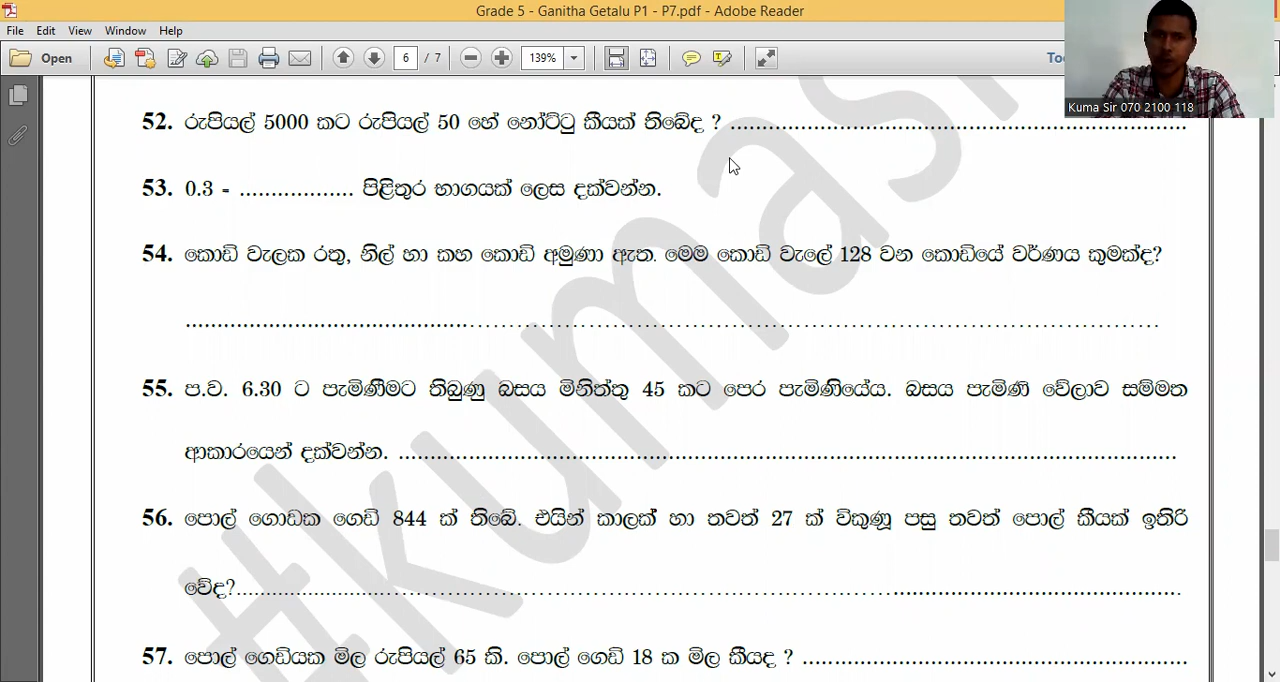 Grade 5 - Ganitha Getalu P1 - P7.pdf - Adobe Reader
File Edit View Window Help
Open 6 / 7 139% Too
Kuma Sir 070 2100 118
52. රුපියල් 5000 කට රුපියල් 50 හේ නෝට්ටු කීයක් තිබේද ? ..............................
53. 0.3 = .................. පිළිතුර භාගයක් ලෙස දක්වන්න.
54. කොඩි වැලක රතු, නිල් හා කහ කොඩි අමුණා ඇත. මෙම කොඩි වැලේ 128 වන කොඩියේ වර්ණය කුමක්ද?
............................................................
55. ප.ව. 6.30 ට පැමිණීමට තිබුණු බසය මිනිත්තු 45 කට පෙර පැමිණියේය. බසය පැමිණි වේලාව සම්මත
ආකාරයෙන් දක්වන්න. ............................................................
56. පොල් ගොඩක ගෙඩි 844 ක් තිබේ. එයින් කාලක් හා තවත් 27 ක් විකුණූ පසු තවත් පොල් කීයක් ඉතිරි
වේද?............................................................
57. පොල් ගෙඩියක මිල රුපියල් 65 කි. පොල් ගෙඩි 18 ක මිල කීයද ? ..............................
#kumas